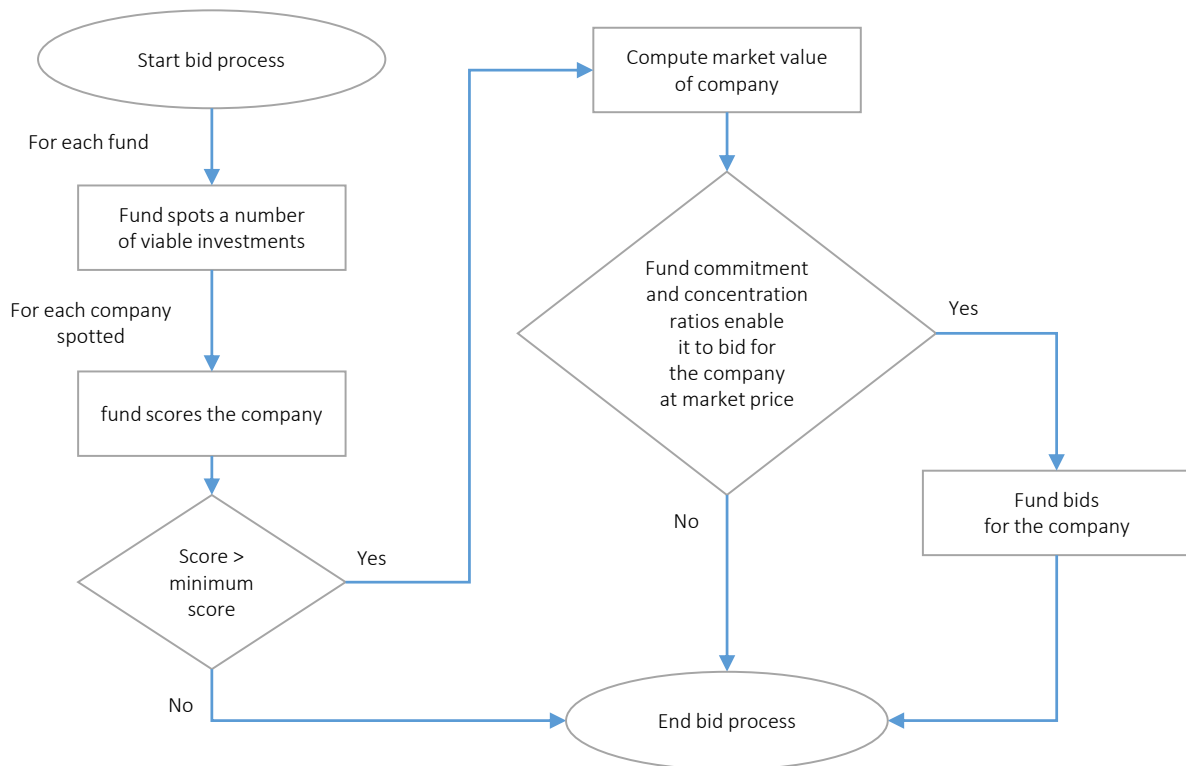 Start bid process
For each fund
Fund spots a number
of viable investments
For each company
spotted
fund scores the company
Score >
minimum
score
Yes
No
Compute market value
of company
Fund commitment
and concentration
ratios enable
it to bid for
the company
at market price
Yes
No
Fund bids
for the company
End bid process